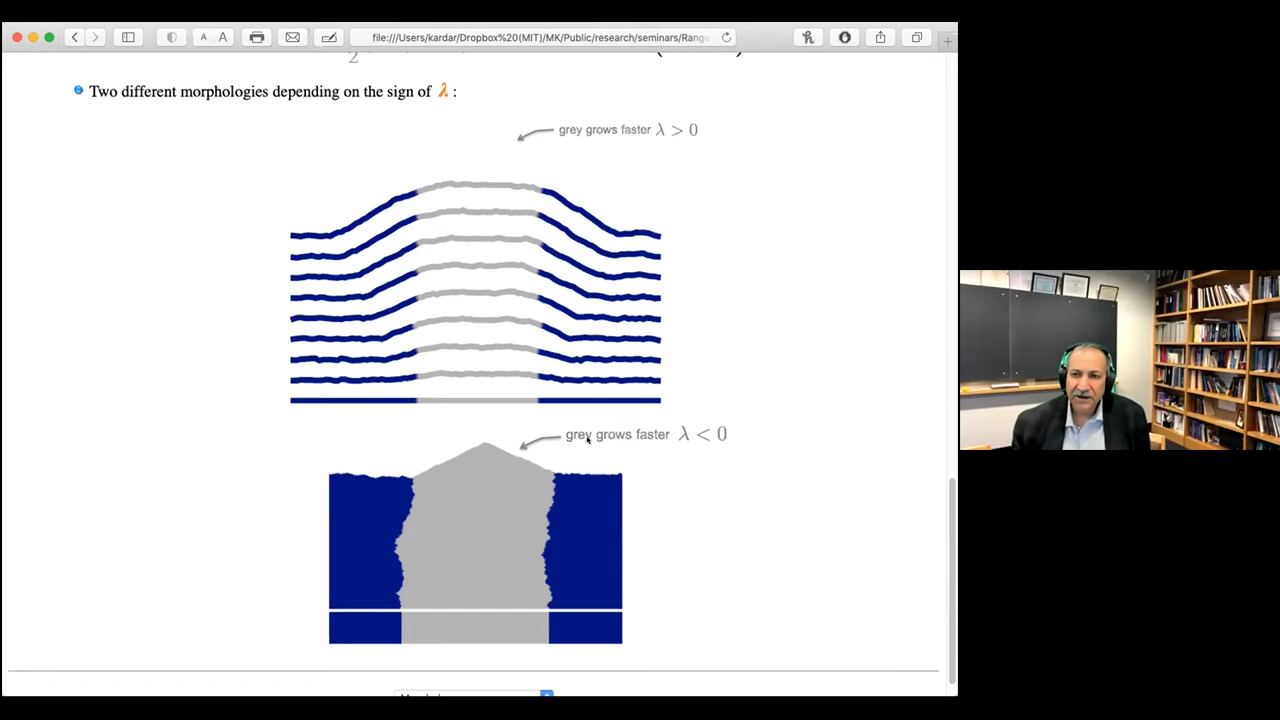 A A
file:///Users/kardar/Dropbox%20(MIT)/MK/Public/research/seminars/Range
2
Two different morphologies depending on the sign of λ :
grey grows faster λ > 0
grey grows faster λ < 0